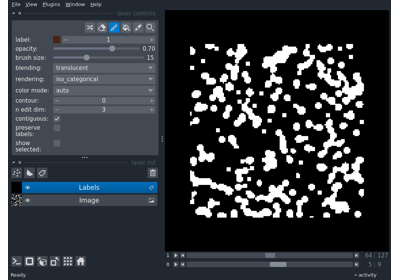 File View Plugins Window Help
layer controls
label: 1
opacity: 0.70
brush size: 15
blending: translucent
rendering: iso_categorical
color mode: auto
contour: 0
n edit dim: 3
contiguous:
preserve
labels:
show
selected:
layer list
Labels
Image
1 64 127
0 5 9
Ready activity